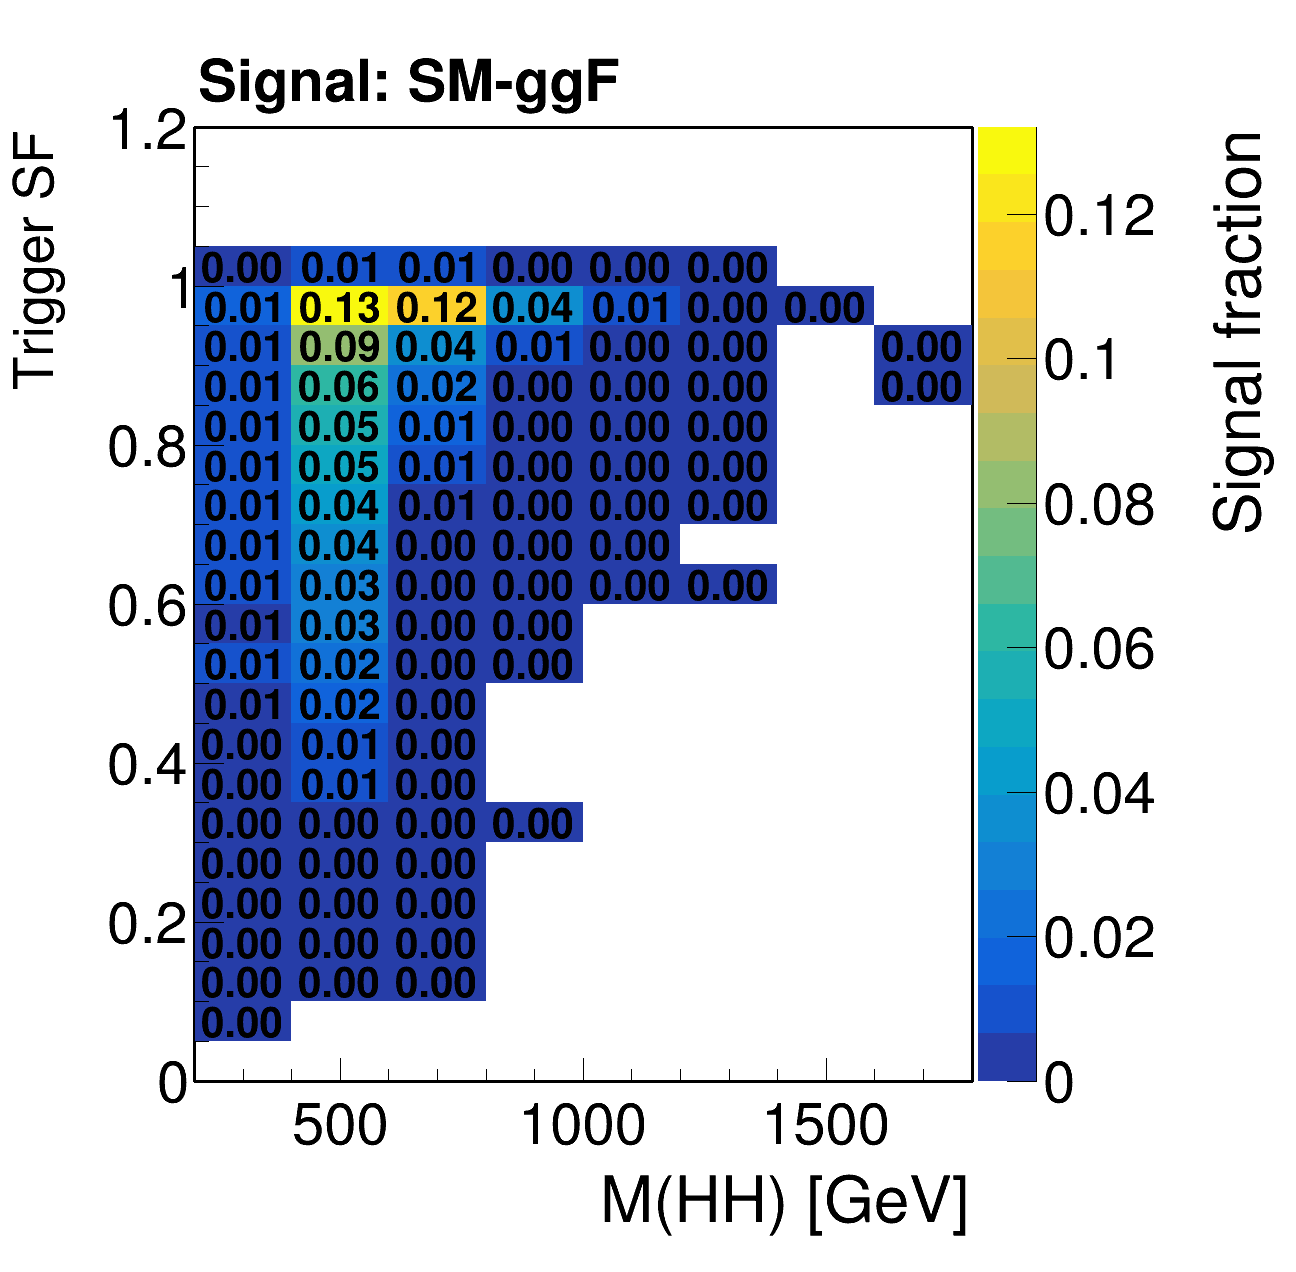 Signal: SM-ggF
Trigger SF
Signal fraction
1.2
1
0.8
0.6
0.4
0.2
0
0.00 0.01 0.01 0.00 0.00 0.00
0.01 0.13 0.12 0.04 0.01 0.00 0.00
0.01 0.09 0.04 0.01 0.00 0.00 0.00
0.01 0.06 0.02 0.00 0.00 0.00 0.00
0.01 0.05 0.01 0.00 0.00 0.00
0.01 0.05 0.01 0.00 0.00 0.00
0.01 0.04 0.01 0.00 0.00 0.00
0.01 0.04 0.00 0.00 0.00
0.01 0.03 0.00 0.00 0.00 0.00
0.01 0.03 0.00 0.00
0.01 0.02 0.00 0.00
0.01 0.02 0.00
0.00 0.01 0.00
0.00 0.01 0.00
0.00 0.00 0.00 0.00
0.00 0.00 0.00
0.00 0.00 0.00
0.00 0.00 0.00
0.00 0.00 0.00
0.00
0.12
0.1
0.08
0.06
0.04
0.02
0
500 1000 1500
M(HH) [GeV]